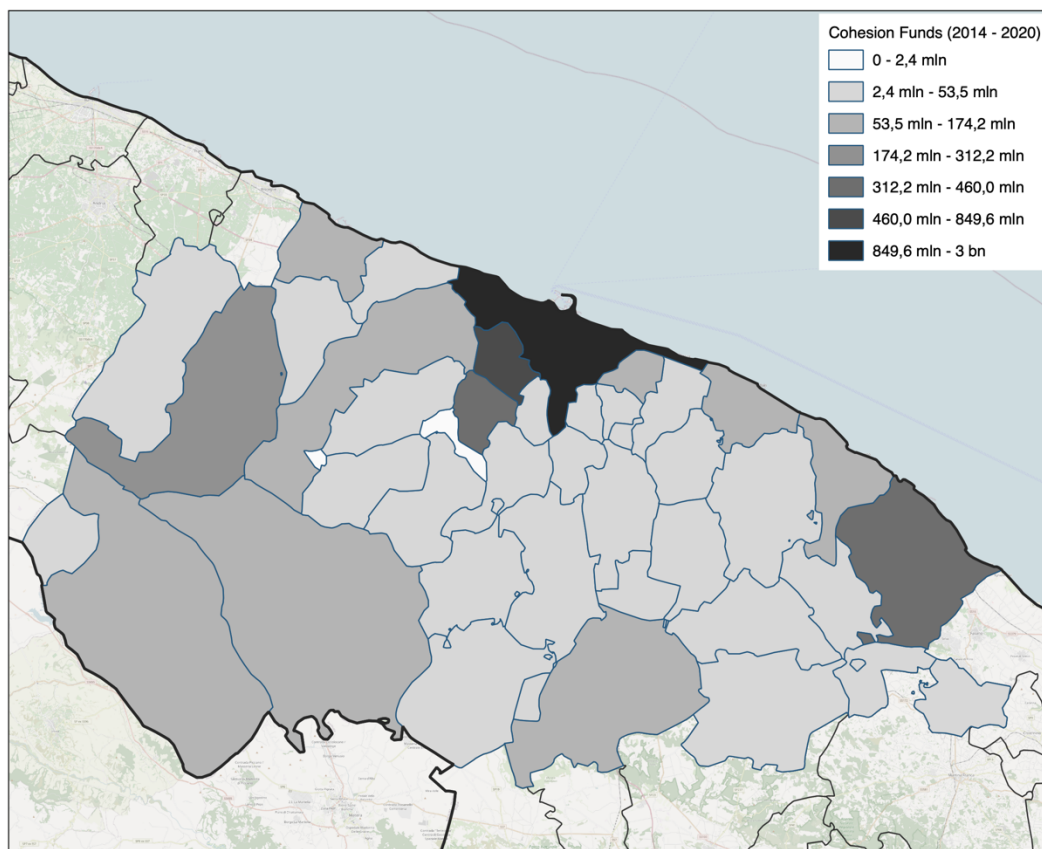 Cohesion Funds (2014 - 2020)
0 - 2,4 mln
2,4 mln - 53,5 mln
53,5 mln - 174,2 mln
174,2 mln - 312,2 mln
312,2 mln - 460,0 mln
460,0 mln - 849,6 mln
849,6 mln - 3 bn